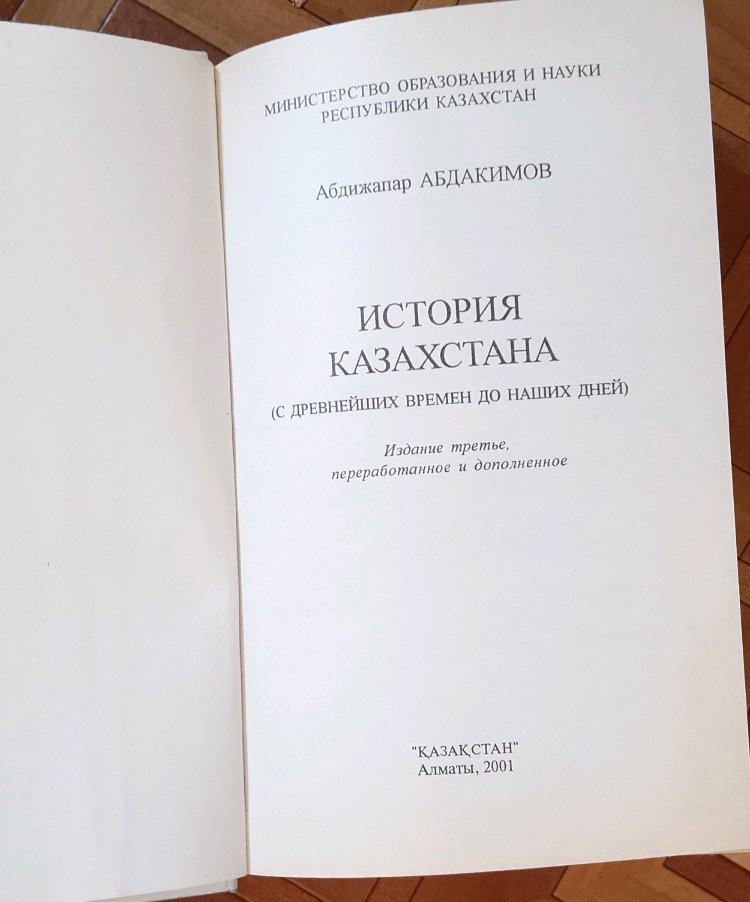 МИНИСТЕРСТВО ОБРАЗОВАНИЯ И НАУКИ
РЕСПУБЛИКИ КАЗАХСТАН
Абдижапар АБДАКИМОВ
ИСТОРИЯ
КАЗАХСТАНА
(С ДРЕВНЕЙШИХ ВРЕМЕН ДО НАШИХ ДНЕЙ)
Издание третье,
переработанное и дополненное
"ҚАЗАҚСТАН"
Алматы, 2001